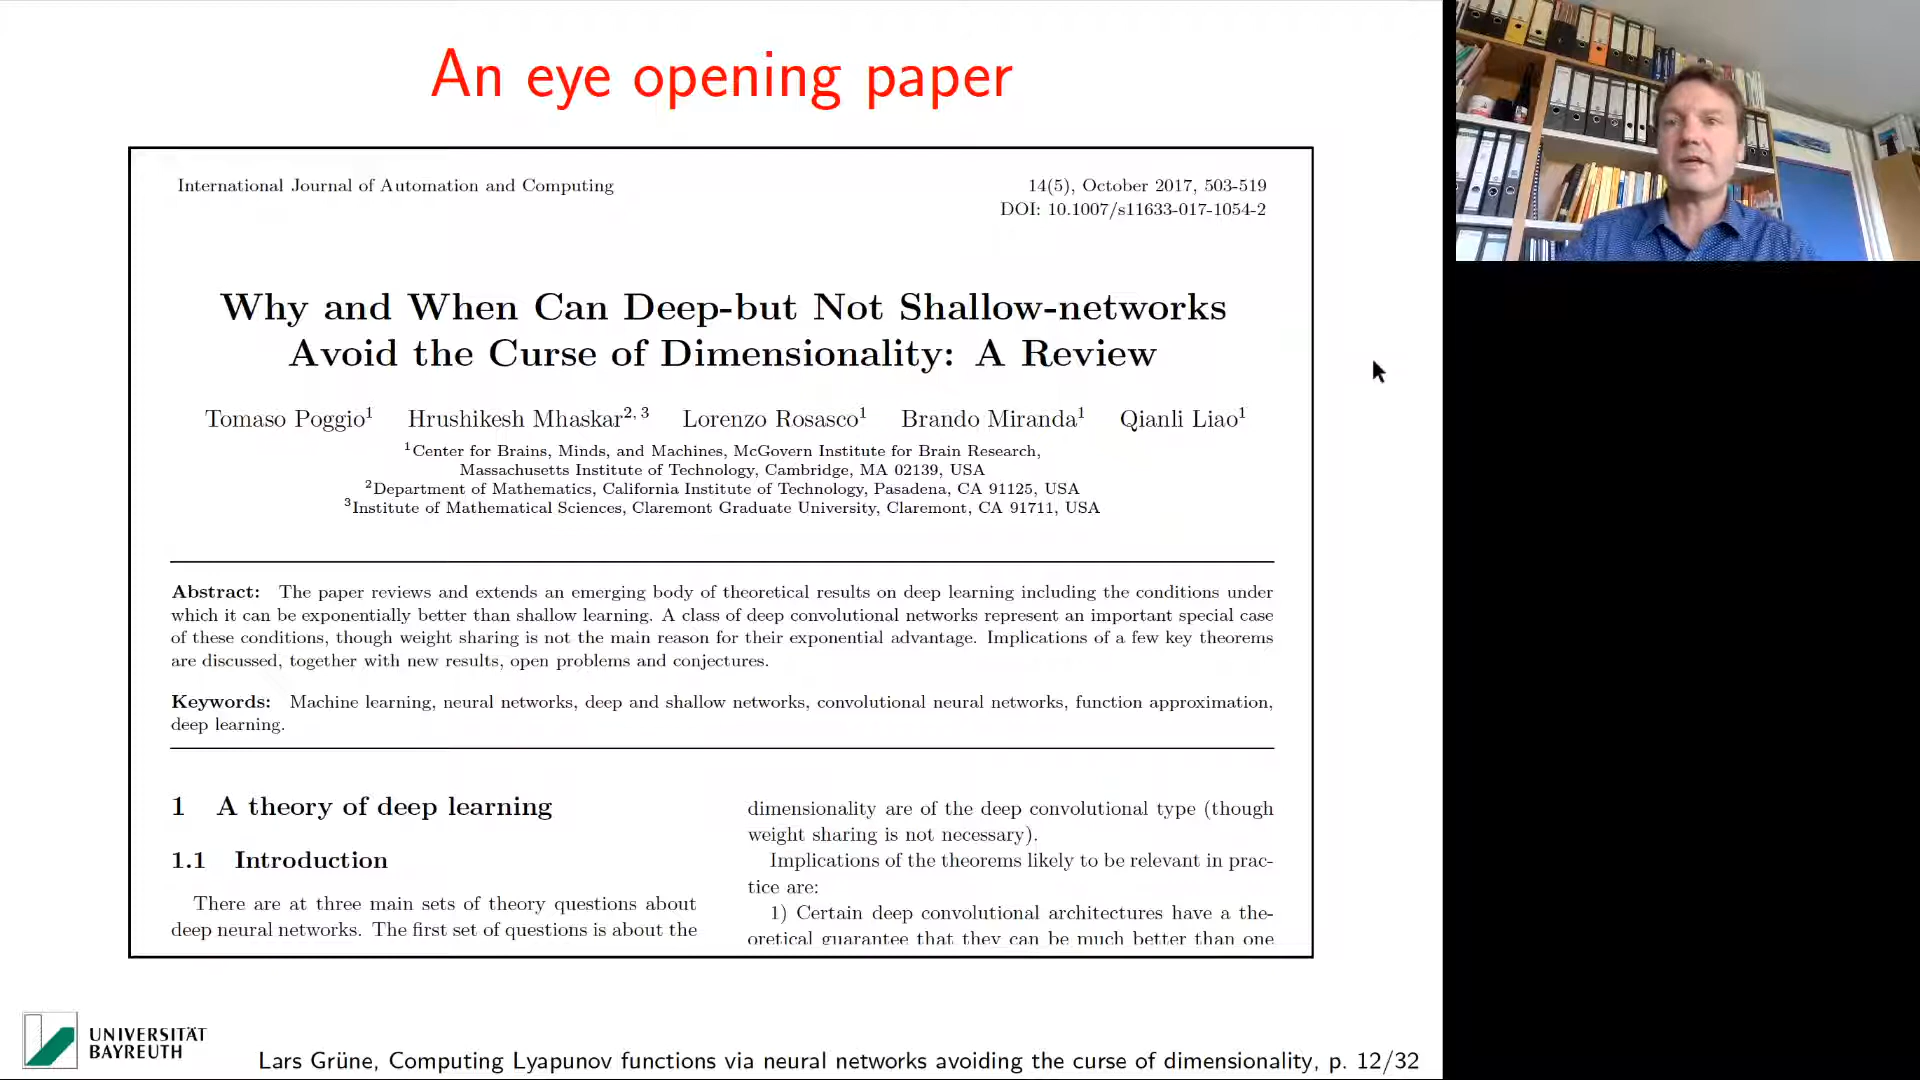 An eye opening paper
International Journal of Automation and Computing
14(5), October 2017, 503-519
DOI: 10.1007/s11633-017-1054-2
Why and When Can Deep-but Not Shallow-networks
Avoid the Curse of Dimensionality: A Review
Tomaso Poggio1 Hrushikesh Mhaskar2, 3 Lorenzo Rosasco1 Brando Miranda1 Qianli Liao1
1Center for Brains, Minds, and Machines, McGovern Institute for Brain Research,
Massachusetts Institute of Technology, Cambridge, MA 02139, USA
2Department of Mathematics, California Institute of Technology, Pasadena, CA 91125, USA
3Institute of Mathematical Sciences, Claremont Graduate University, Claremont, CA 91711, USA
Abstract: The paper reviews and extends an emerging body of theoretical results on deep learning including the conditions under
which it can be exponentially better than shallow learning. A class of deep convolutional networks represent an important special case
of these conditions, though weight sharing is not the main reason for their exponential advantage. Implications of a few key theorems
are discussed, together with new results, open problems and conjectures.
Keywords: Machine learning, neural networks, deep and shallow networks, convolutional neural networks, function approximation,
deep learning.
1 A theory of deep learning
1.1 Introduction
There are at three main sets of theory questions about
deep neural networks. The first set of questions is about the
dimensionality are of the deep convolutional type (though
weight sharing is not necessary).
Implications of the theorems likely to be relevant in prac-
tice are:
1) Certain deep convolutional architectures have a the-
oretical guarantee that they can be much better than one
UNIVERSITÄT
BAYREUTH
Lars Grüne, Computing Lyapunov functions via neural networks avoiding the curse of dimensionality, p. 12/32